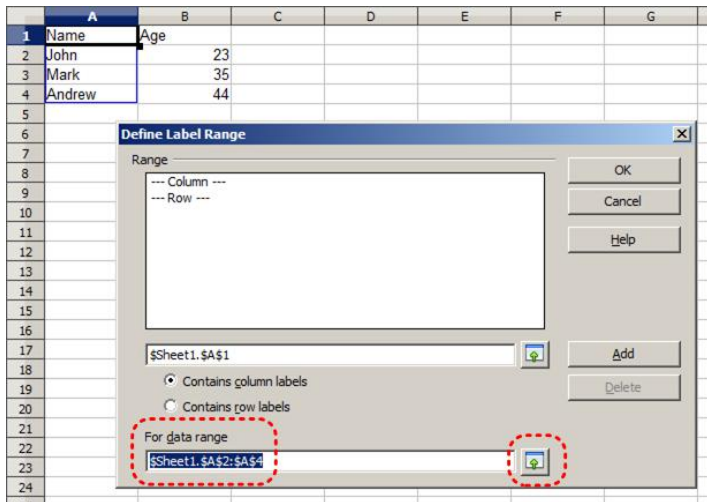 A B C D E F G
1 Name Age
2 John 23
3 Mark 35
4 Andrew 44
5
6 Define Label Range
7 Range
8 --- Column --- OK
9 --- Row --- Cancel
10
11 Help
12
13
14
15
16
17 $Sheet1.$A$1 Add
18
19 Contains column labels Delete
20 Contains row labels
21
22 For data range
23 $Sheet1.$A$2:$A$4
24